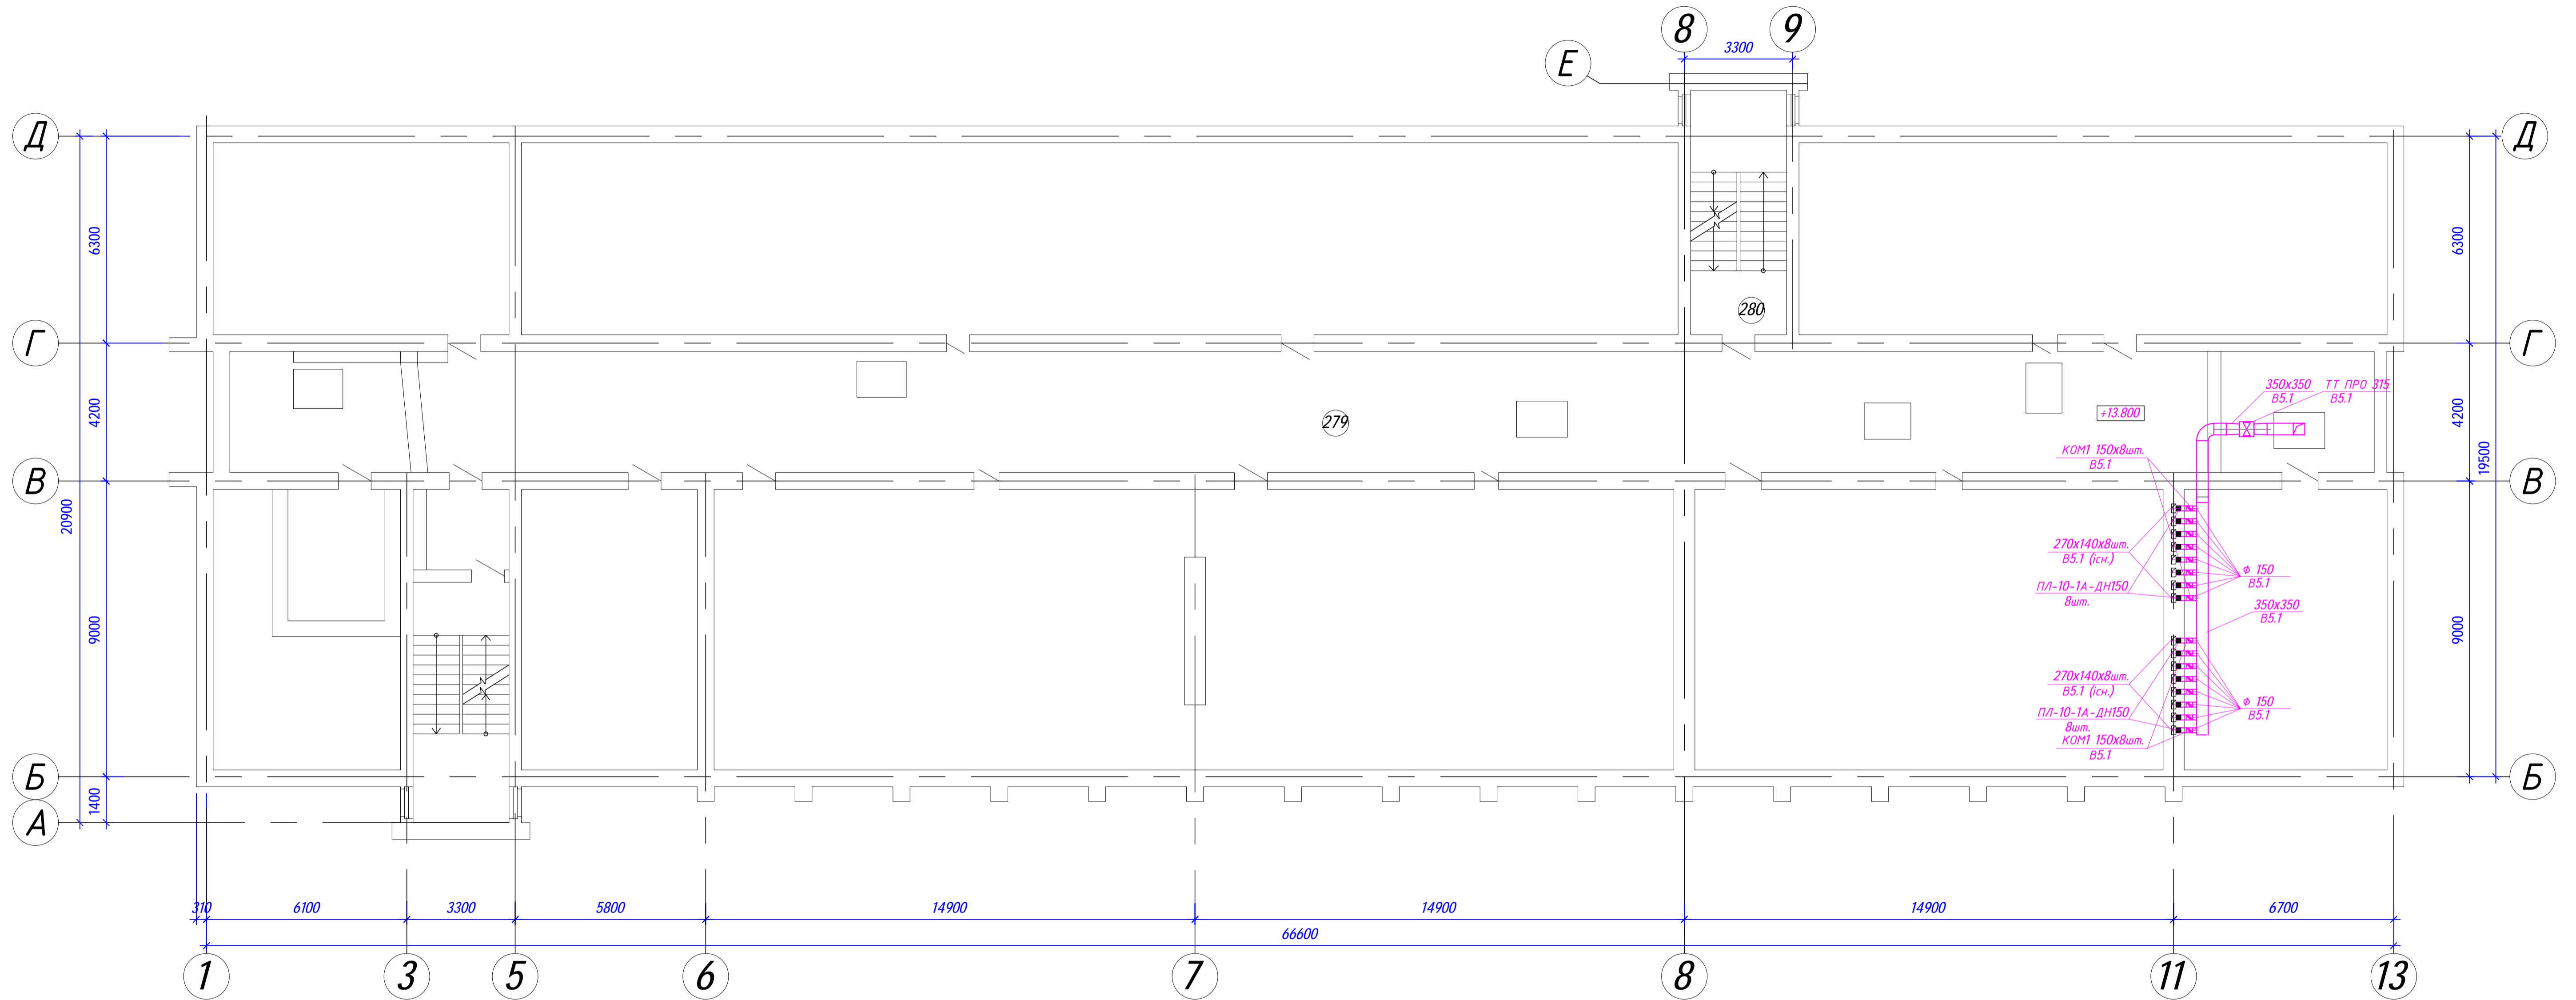 8
9
3300
Е
Д
Д
6300
6300
280
Г
Г
350х350
В5.1
ТТ ПРО 315
В5.1
4200
279
+13.800
4200
КОМ1 150х8шт.
В5.1
19500
В
В
20900
270х140х8шт.
В5.1 (існ.)
ϕ 150
В5.1
ПЛ-10-1А-ДН150
8шт.
350х350
В5.1
9000
9000
270х140х8шт.
В5.1 (існ.)
ϕ 150
В5.1
ПЛ-10-1А-ДН150
8шт.
КОМ1 150х8шт.
В5.1
Б
Б
1400
А
310
6100
3300
5800
14900
14900
14900
6700
66600
1
3
5
6
7
8
11
13